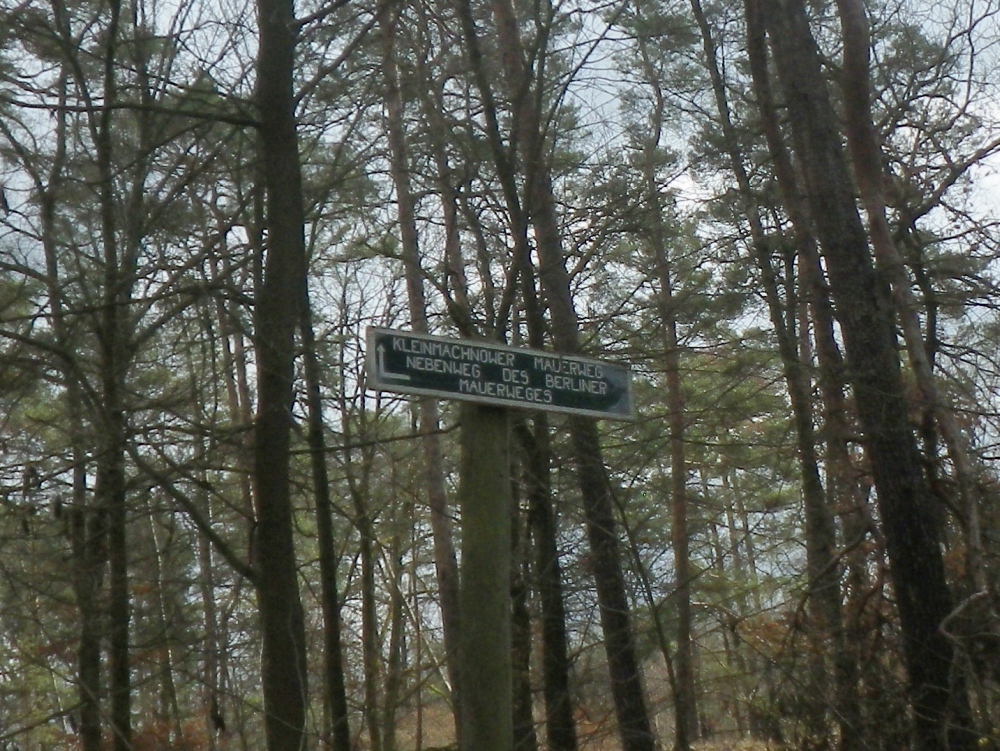 KLEINMACHNOWER MAUERWEG
NEBENWEG DES BERLINER
MAUERWEGES